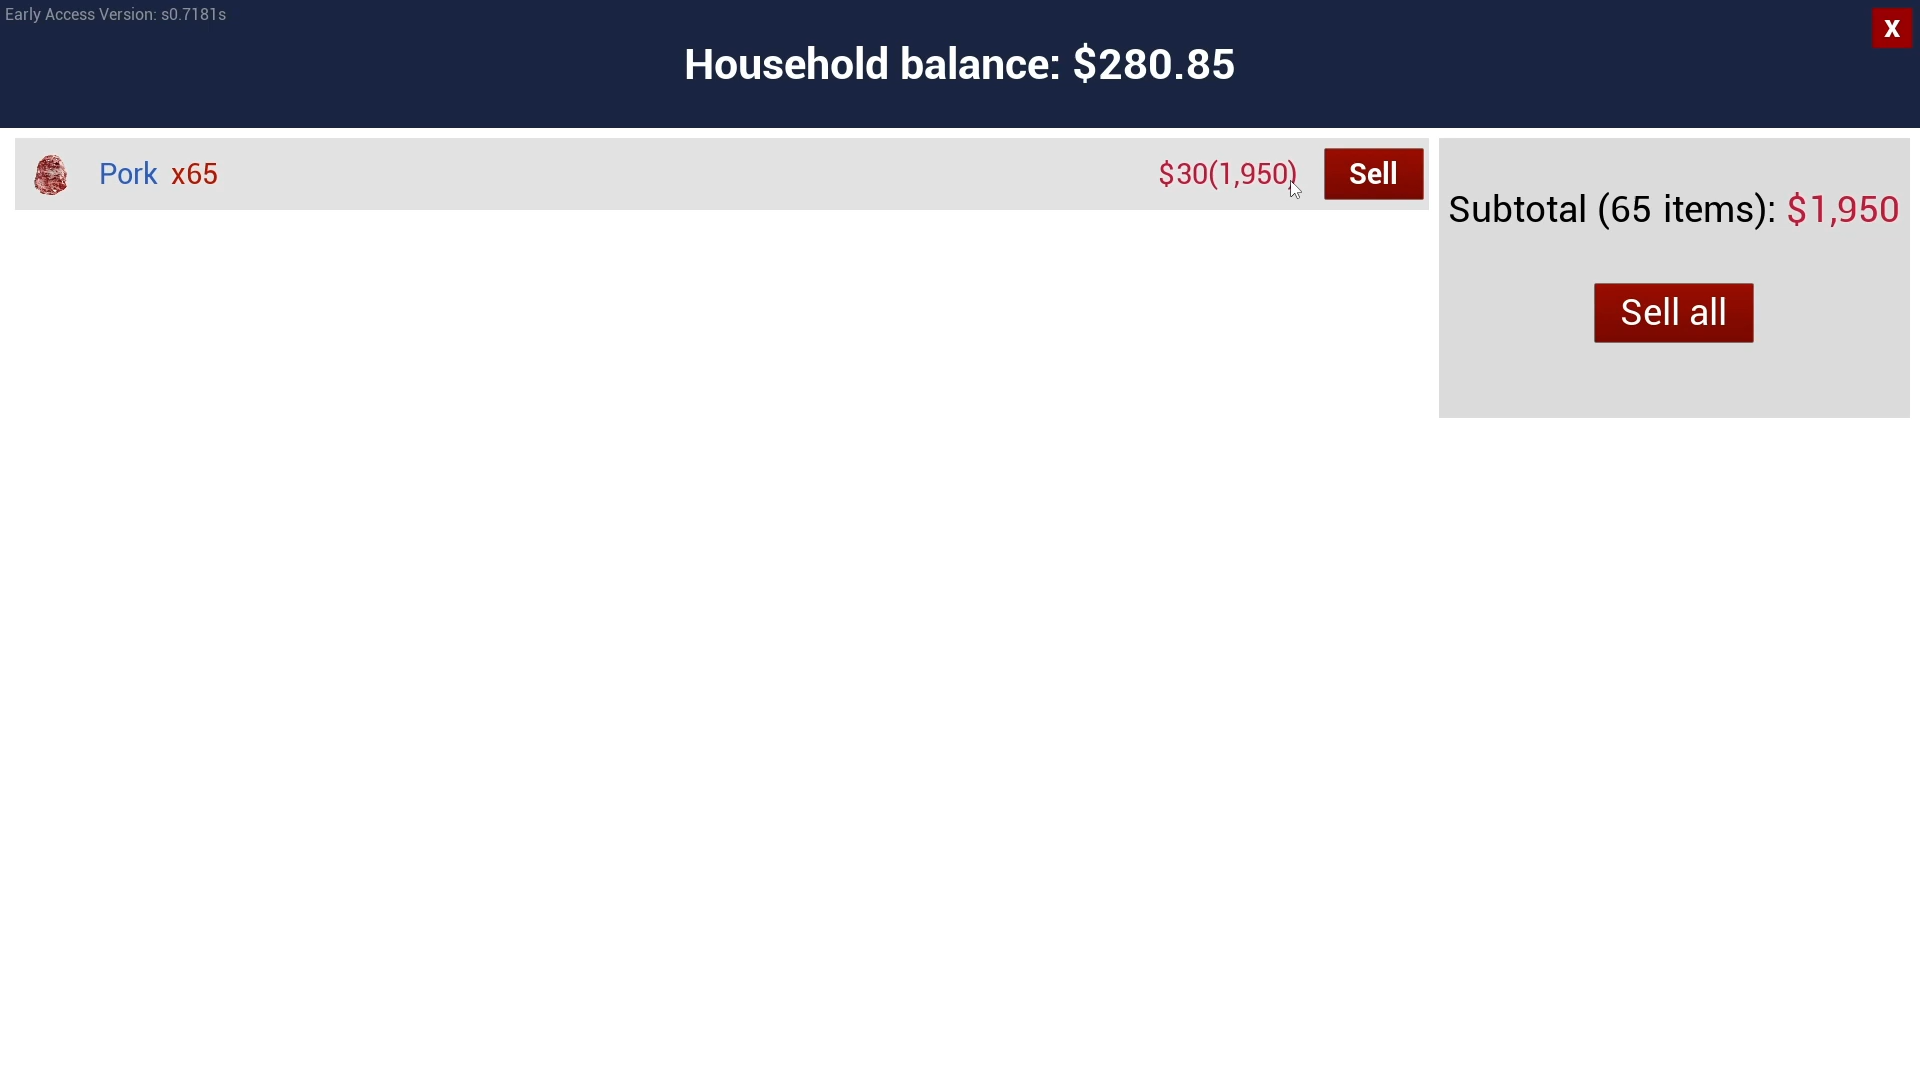 Early Access Version: s0.7181s
X
Household balance: $280.85
Pork x65 $30(1,950) Sell
Subtotal (65 items): $1,950
Sell all